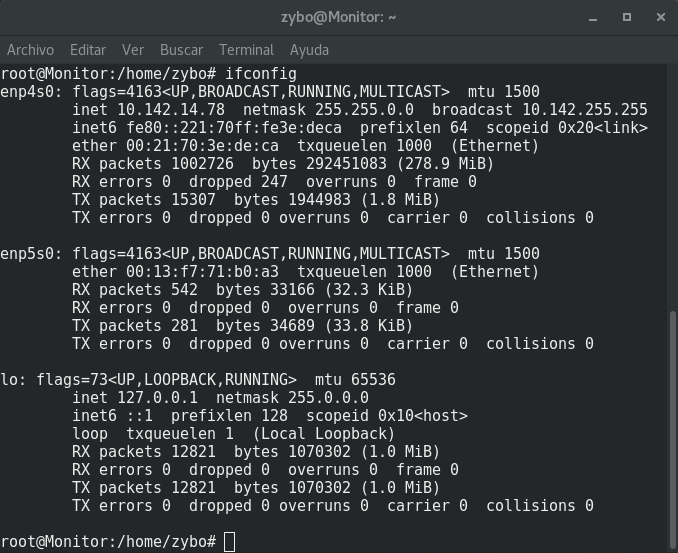 zybo@Monitor: ~
Archivo Editar Ver Buscar Terminal Ayuda
root@Monitor:/home/zybo# ifconfig
enp4s0: flags=4163<UP,BROADCAST,RUNNING,MULTICAST>  mtu 1500
        inet 10.142.14.78  netmask 255.255.0.0  broadcast 10.142.255.255
        inet6 fe80::221:70ff:fe3e:deca  prefixlen 64  scopeid 0x20<link>
        ether 00:21:70:3e:de:ca  txqueuelen 1000  (Ethernet)
        RX packets 1002726  bytes 292451083 (278.9 MiB)
        RX errors 0  dropped 247  overruns 0  frame 0
        TX packets 15307  bytes 1944983 (1.8 MiB)
        TX errors 0  dropped 0 overruns 0  carrier 0  collisions 0

enp5s0: flags=4163<UP,BROADCAST,RUNNING,MULTICAST>  mtu 1500
        ether 00:13:f7:71:b0:a3  txqueuelen 1000  (Ethernet)
        RX packets 542  bytes 33166 (32.3 KiB)
        RX errors 0  dropped 0  overruns 0  frame 0
        TX packets 281  bytes 34689 (33.8 KiB)
        TX errors 0  dropped 0 overruns 0  carrier 0  collisions 0

lo: flags=73<UP,LOOPBACK,RUNNING>  mtu 65536
        inet 127.0.0.1  netmask 255.0.0.0
        inet6 ::1  prefixlen 128  scopeid 0x10<host>
        loop  txqueuelen 1  (Local Loopback)
        RX packets 12821  bytes 1070302 (1.0 MiB)
        RX errors 0  dropped 0  overruns 0  frame 0
        TX packets 12821  bytes 1070302 (1.0 MiB)
        TX errors 0  dropped 0 overruns 0  carrier 0  collisions 0

root@Monitor:/home/zybo#